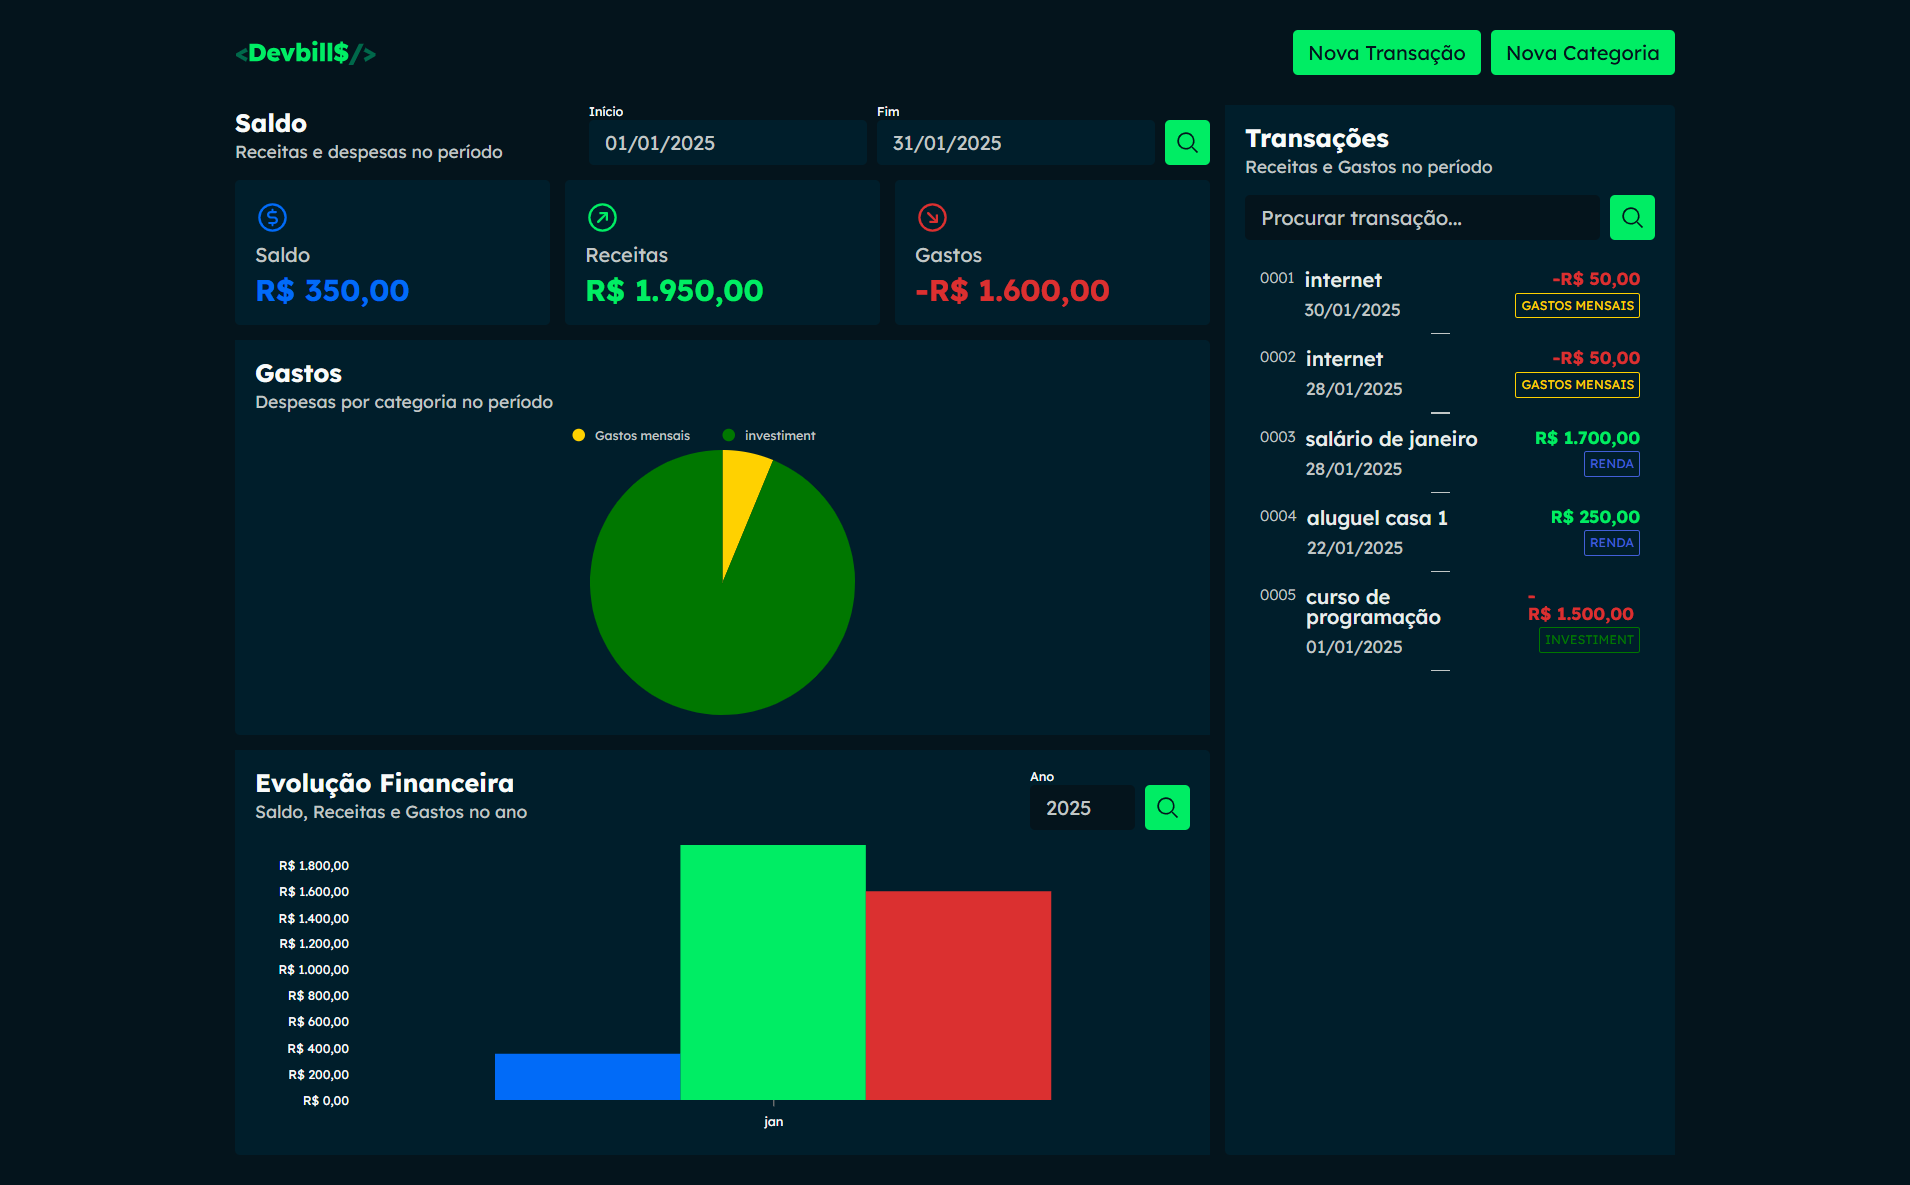 <Devbill$/>
Nova Transação
Nova Categoria
Saldo
Receitas e despesas no período
Início
01/01/2025
Fim
31/01/2025
Saldo
R$ 350,00
Receitas
R$ 1.950,00
Gastos
-R$ 1.600,00
Gastos
Despesas por categoria no período
Gastos mensais
investiment
Evolução Financeira
Saldo, Receitas e Gastos no ano
Ano
2025
R$ 1.800,00
R$ 1.600,00
R$ 1.400,00
R$ 1.200,00
R$ 1.000,00
R$ 800,00
R$ 600,00
R$ 400,00
R$ 200,00
R$ 0,00
jan
Transações
Receitas e Gastos no período
Procurar transação...
0001 internet -R$ 50,00
30/01/2025 GASTOS MENSAIS
0002 internet -R$ 50,00
28/01/2025 GASTOS MENSAIS
0003 salário de janeiro R$ 1.700,00
28/01/2025 RENDA
0004 aluguel casa 1 R$ 250,00
22/01/2025 RENDA
0005 curso de -
programação R$ 1.500,00
01/01/2025 INVESTIMENT